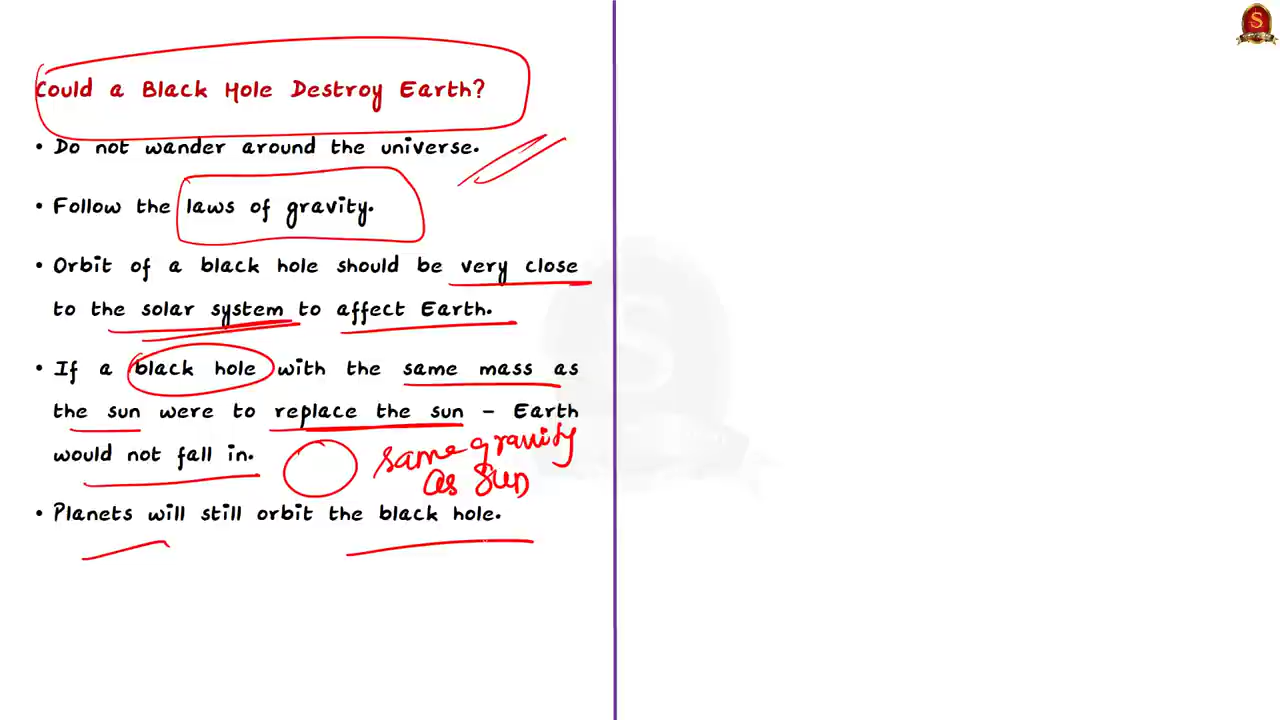 Could a Black Hole Destroy Earth?
• Do not wander around the universe.
• Follow the laws of gravity.
• Orbit of a black hole should be very close
to the solar system to affect Earth.
• If a black hole with the same mass as
the sun were to replace the sun – Earth
would not fall in.
same gravity
as sun
• Planets will still orbit the black hole.
S